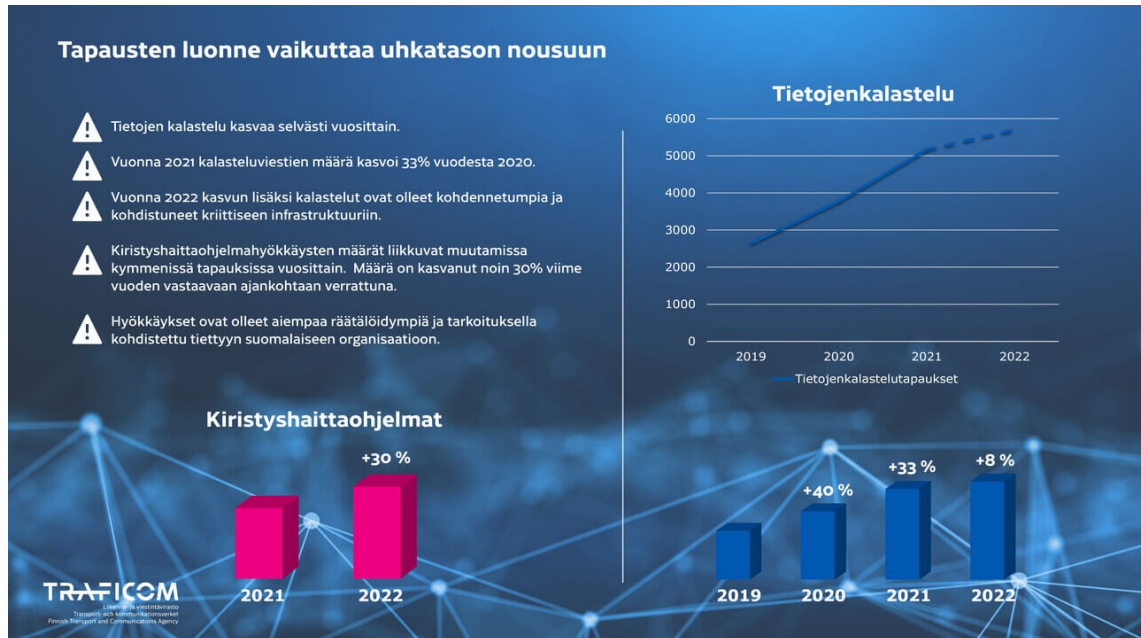 Tapausten luonne vaikuttaa uhkatason nousuun
Tietojen kalastelu kasvaa selvästi vuosittain.
Vuonna 2021 kalasteluviestien määrä kasvoi 33% vuodesta 2020.
Vuonna 2022 kasvun lisäksi kalastelut ovat olleet kohdennetumpia ja
kohdistuneet kriittiseen infrastruktuuriin.
Kiristyshaittaohjelmahyökkäysten määrät liikkuvat muutamissa
kymmenissä tapauksissa vuosittain. Määrä on kasvanut noin 30% viime
vuoden vastaavaan ajankohtaan verrattuna.
Hyökkäykset ovat olleet aiempaa räätälöidympiä ja tarkoituksella
kohdistettu tiettyyn suomalaiseen organisaatioon.
Kiristyshaittaohjelmat
+30 %
2021 2022
TRAFICOM
Liikenne- ja viestintävirasto
Transport- och kommunikationsverket
Finnish Transport and Communications Agency
Tietojenkalastelu
6000
5000
4000
3000
2000
1000
0
2019 2020 2021 2022
Tietojenkalastelutapaukset
+40 % +33 % +8 %
2019 2020 2021 2022